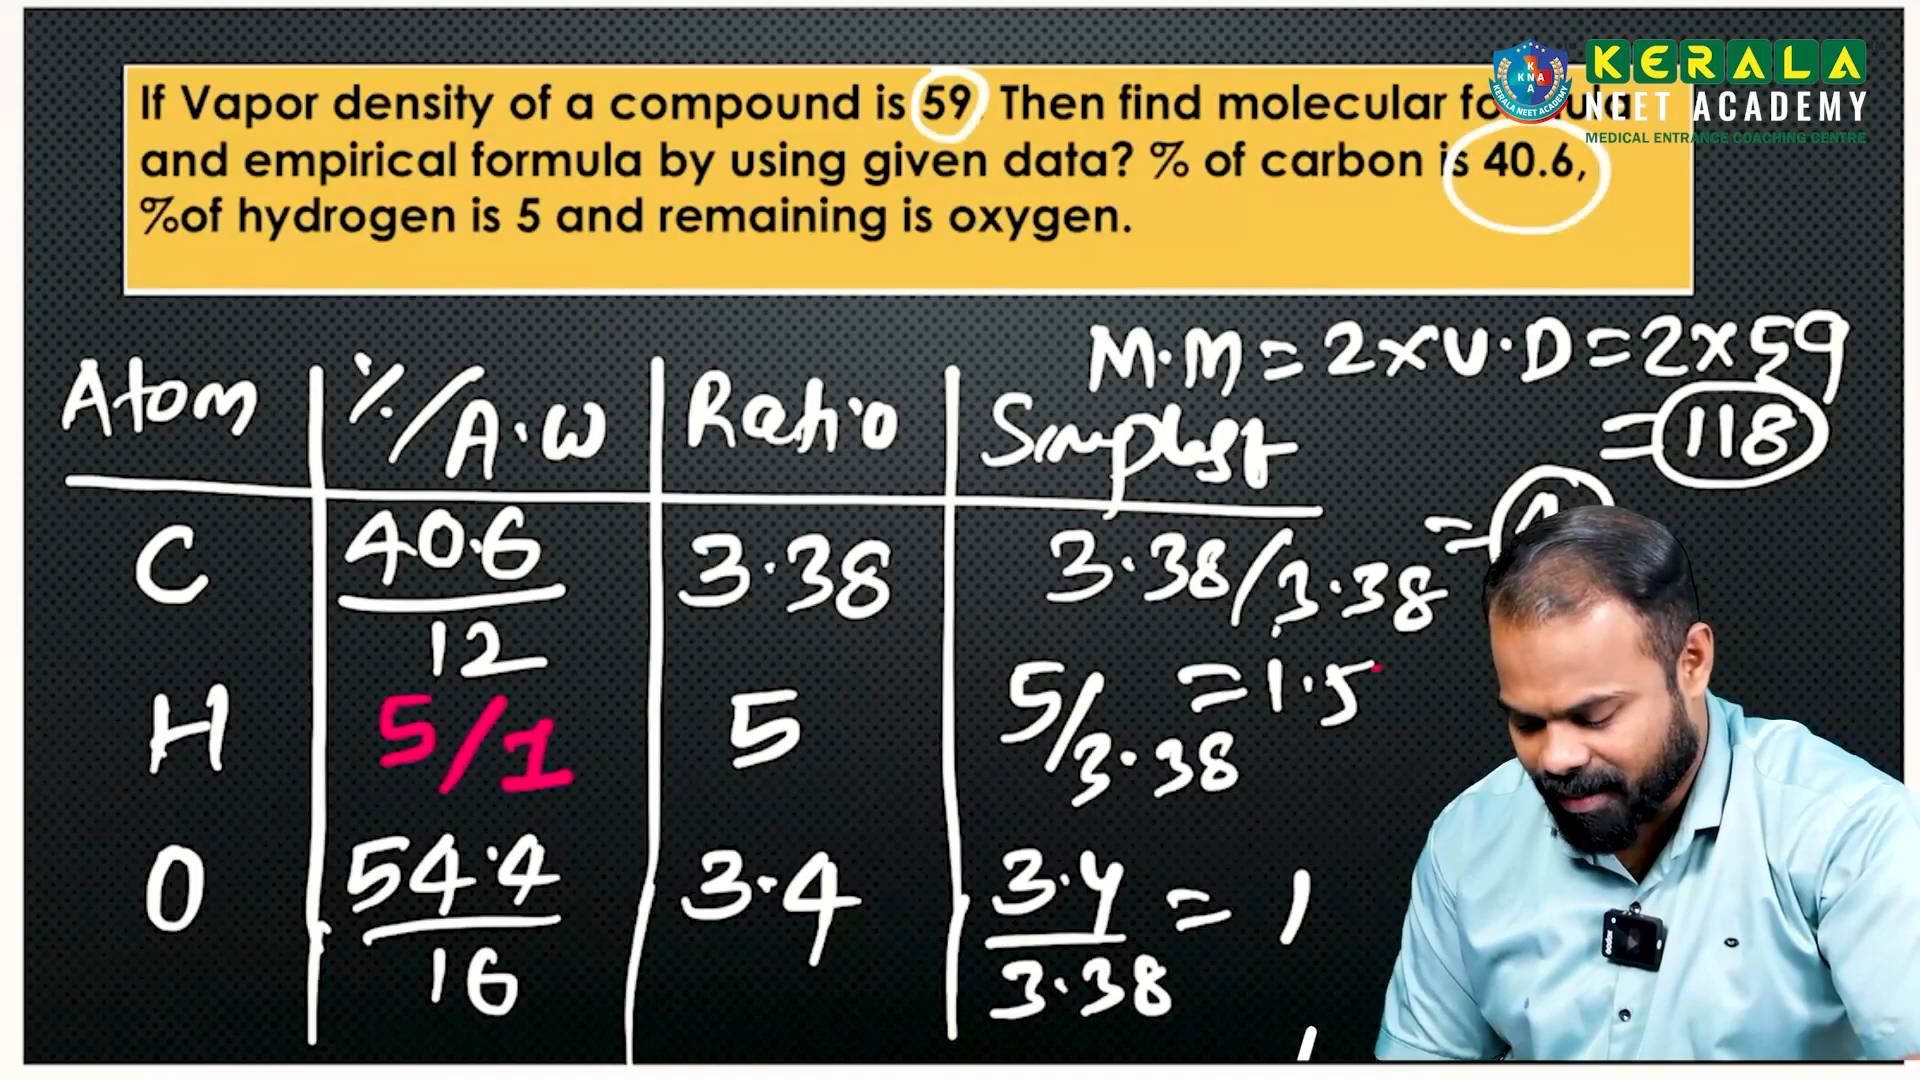 KERALA
NEET ACADEMY
MEDICAL ENTRANCE COACHING CENTRE
K
K N A
A
KERALA NEET ACADEMY
If Vapor density of a compound is 59 Then find molecular
and empirical formula by using given data? % of carbon is 40.6,
%of hydrogen is 5 and remaining is oxygen.
M.M = 2×V.D = 2×59
= 118
Atom %/A.W Ratio Simplest
C 40.6/12 3.38 3.38/3.38 =
H 5/1 5 5/3.38 = 1.5
O 54.4/16 3.4 3.4/3.38 = 1